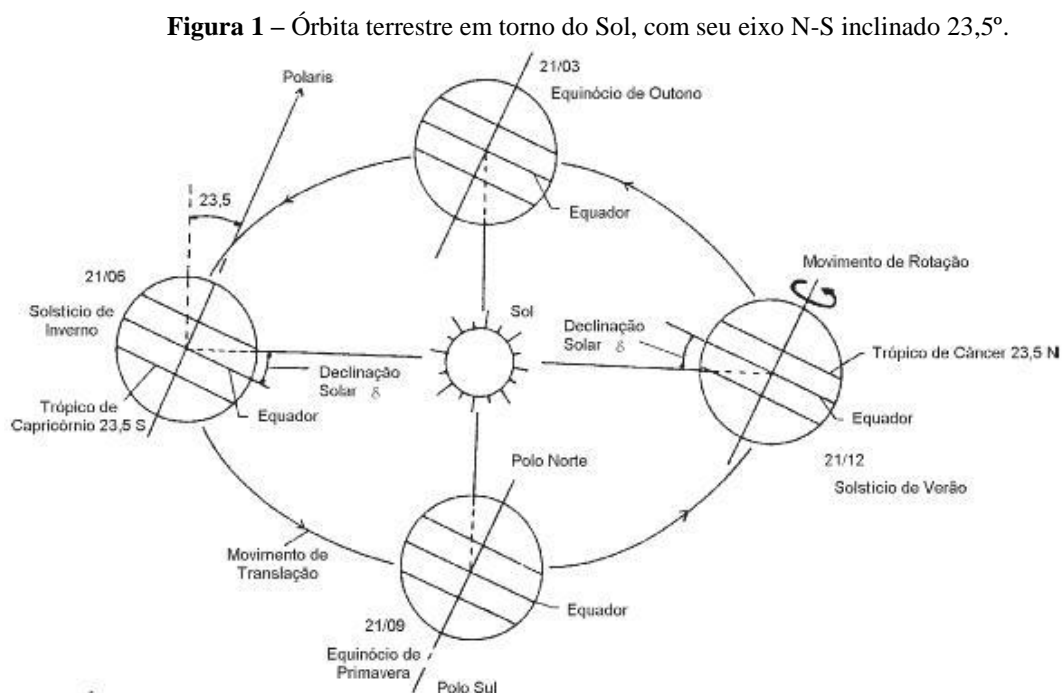 Figura 1 – Órbita terrestre em torno do Sol, com seu eixo N-S inclinado 23,5º.
21/03
Equinócio de Outono
Polaris
23,5
Equador
21/06
Solstício de
Inverno
Declinação
Solar δ
Equador
Trópico de
Capricórnio 23,5 S
Sol
Movimento de Rotação
Declinação
Solar δ
Trópico de Câncer 23,5 N
Equador
21/12
Solstício de Verão
Polo Norte
Movimento de
Translação
Equador
21/09
Equinócio de
Primavera
Polo Sul